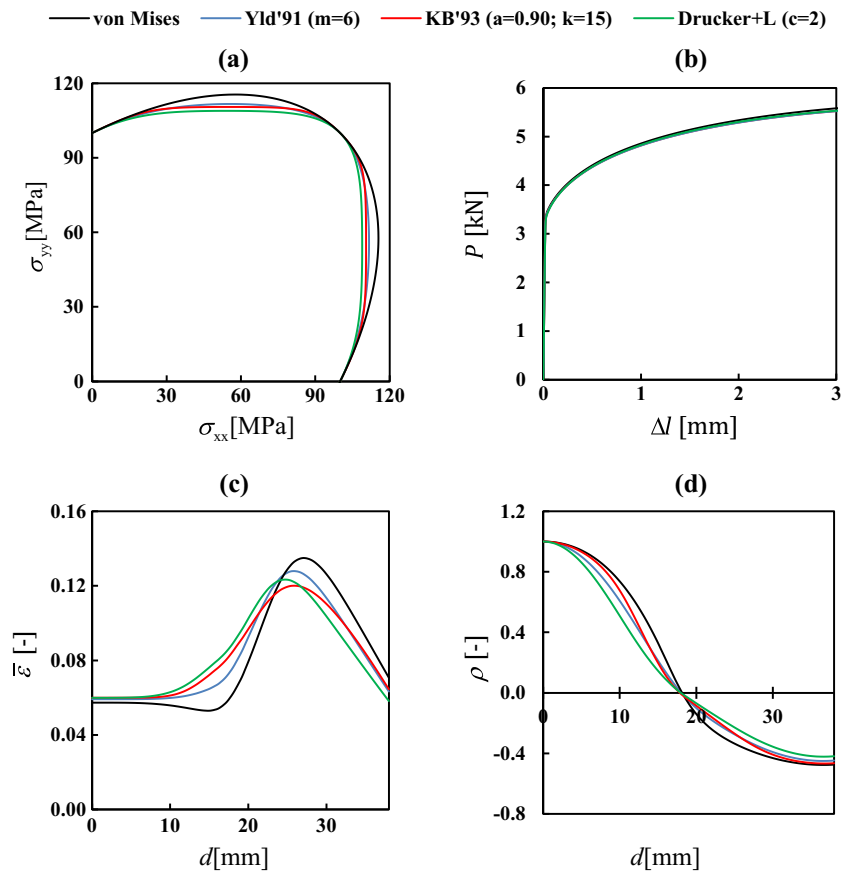 von Mises Yld'91 (m=6) KB'93 (a=0.90; k=15) Drucker+L (c=2)
(a)
120
90
60
30
0
0 30 60 90 120
σyy[MPa]
σxx[MPa]
(b)
6
5
4
3
2
1
0
0 1 2 3
P [kN]
Δl [mm]
(c)
0.16
0.12
0.08
0.04
0.00
0 10 20 30
ε̅ [-]
d[mm]
(d)
1.2
0.8
0.4
0.0
-0.4
-0.8
0 10 20 30
ρ [-]
d[mm]